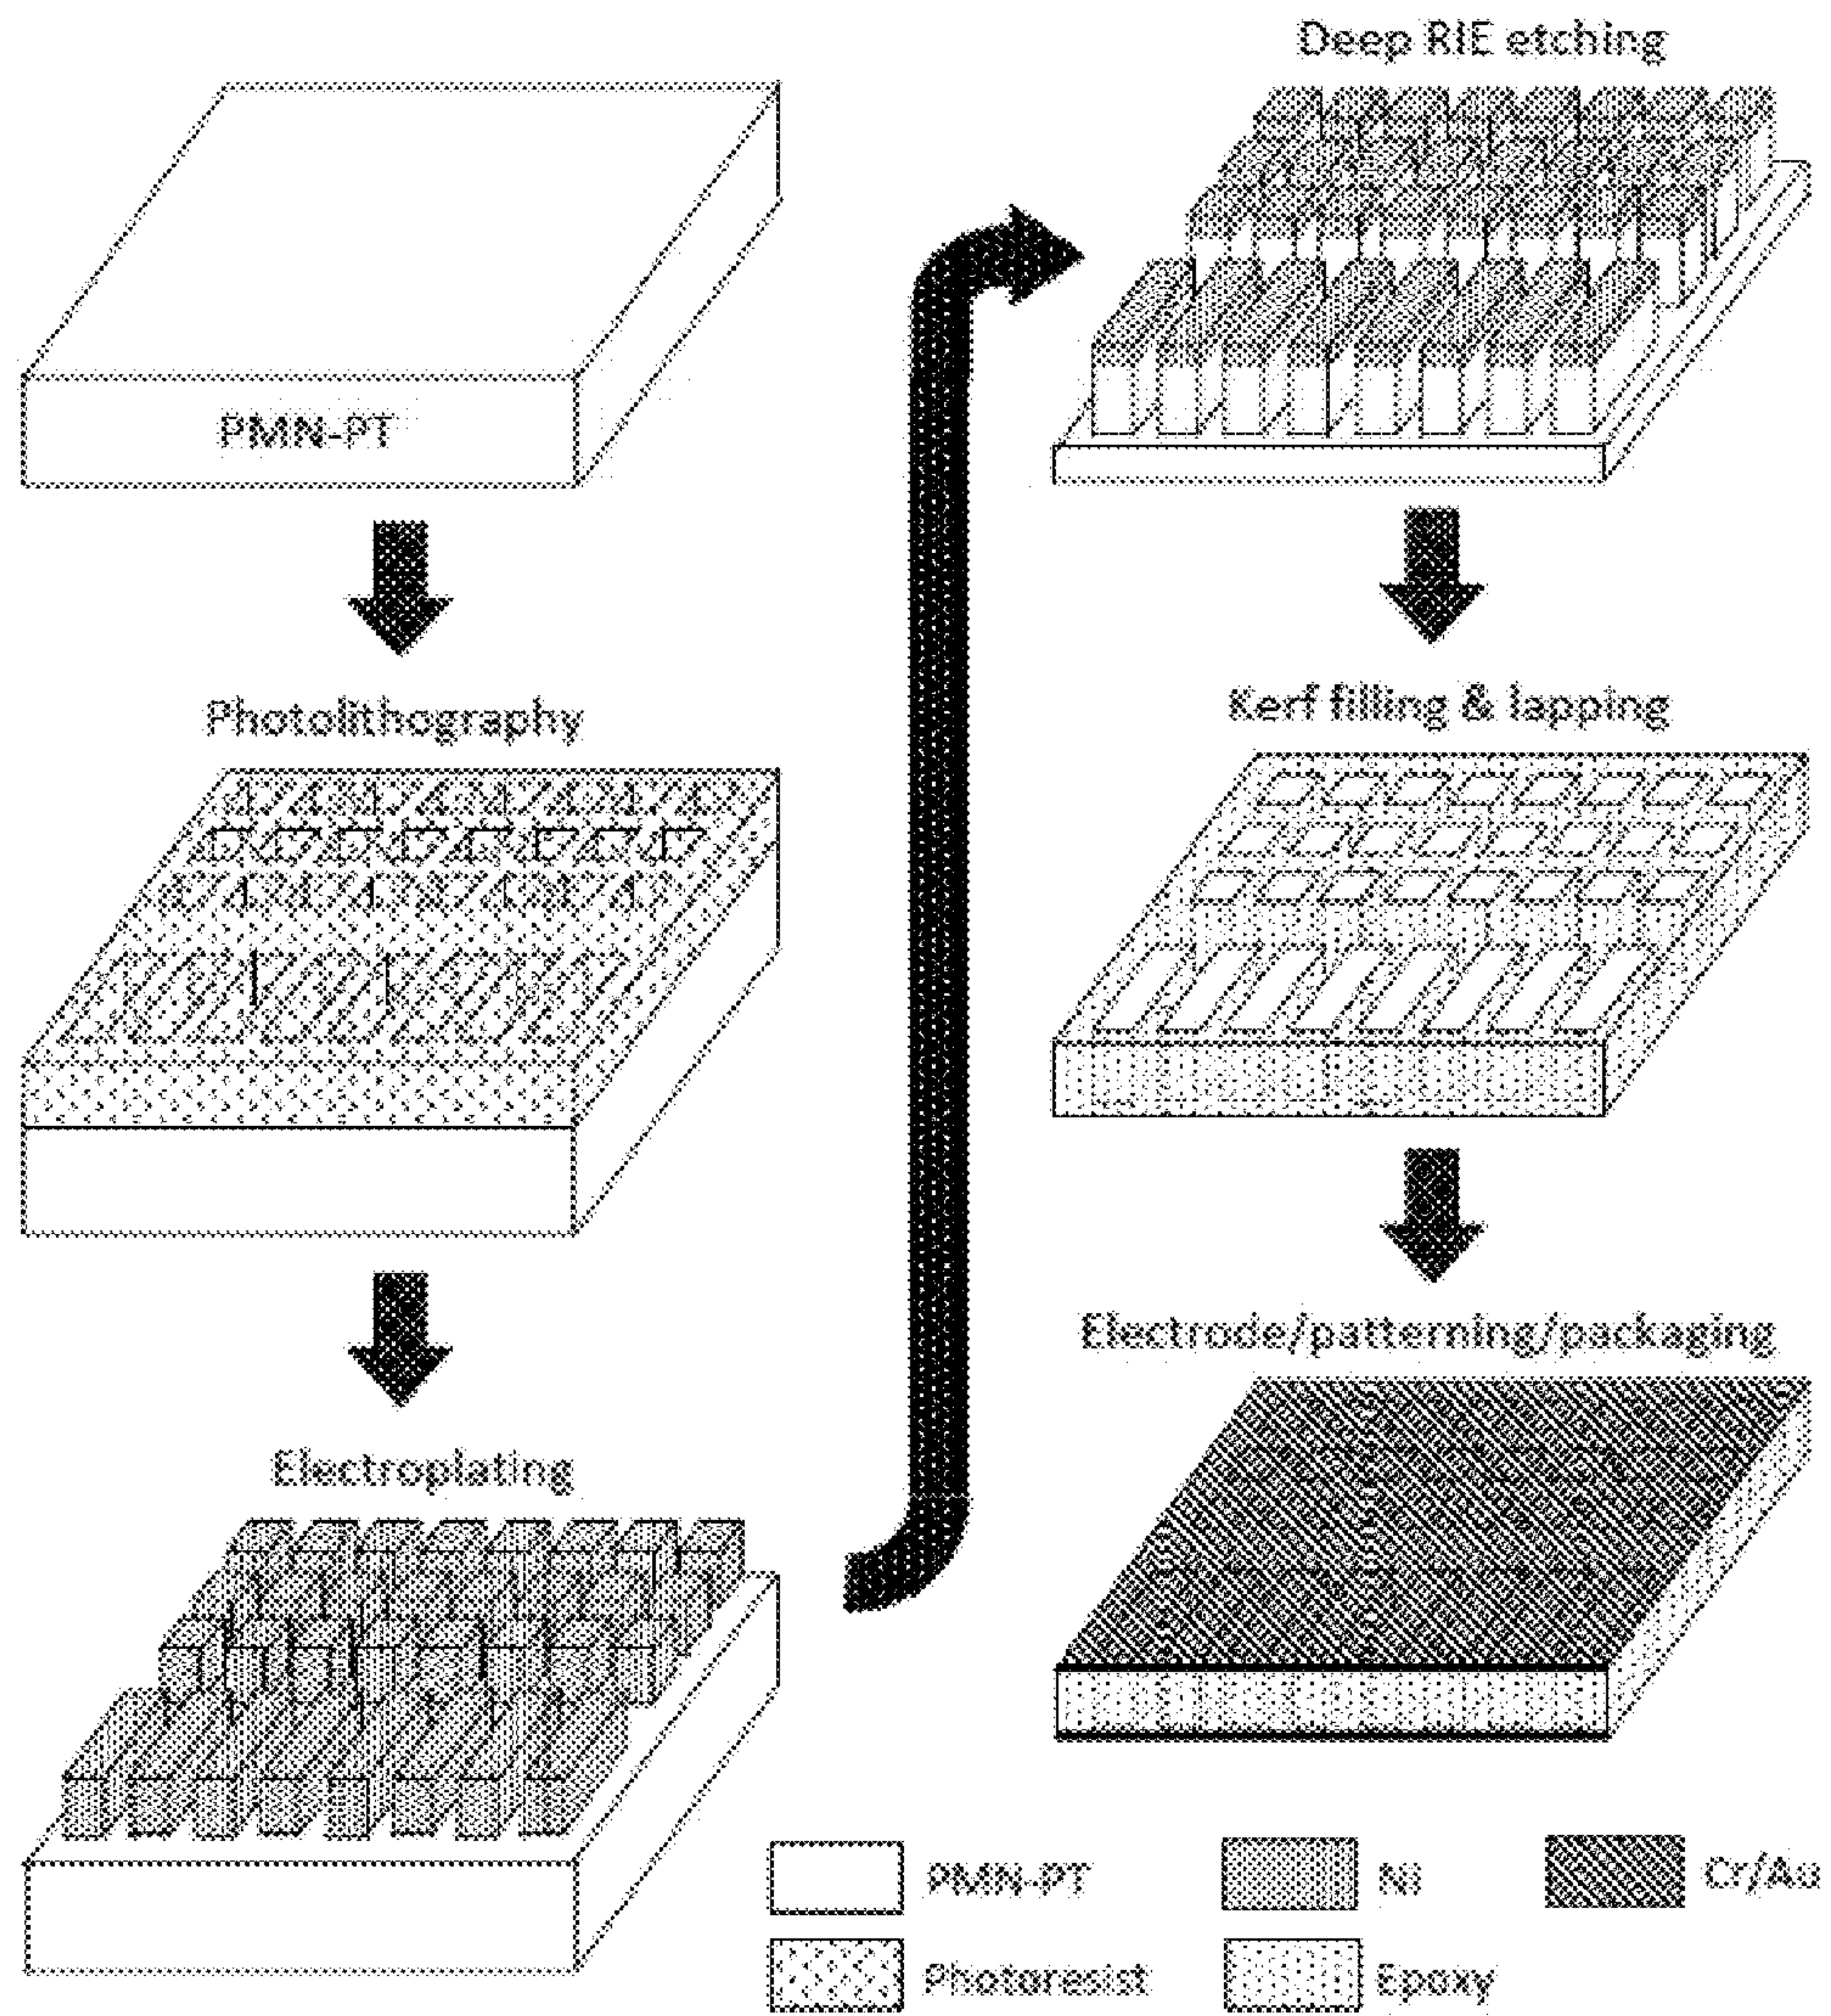 PMN-PT
Photolithography
Electroplating
Deep RIE etching
Kerf filling & lapping
Electrode/patterning/packaging
PMN-PT
Ni
Cr/Au
Photoresist
Epoxy